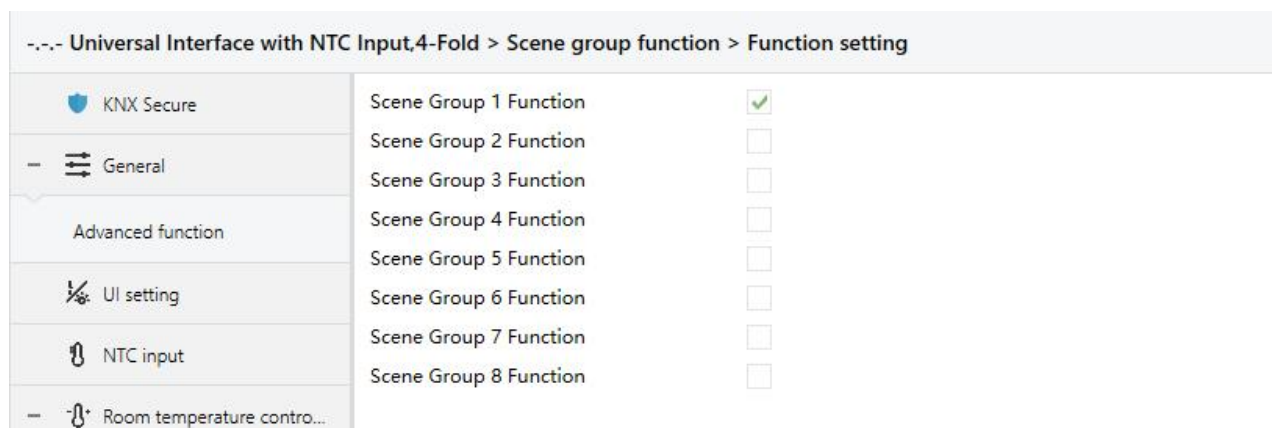 -.-.- Universal Interface with NTC Input,4-Fold > Scene group function > Function setting
KNX Secure
General
Advanced function
UI setting
NTC input
Room temperature contro...
Scene Group 1 Function
Scene Group 2 Function
Scene Group 3 Function
Scene Group 4 Function
Scene Group 5 Function
Scene Group 6 Function
Scene Group 7 Function
Scene Group 8 Function